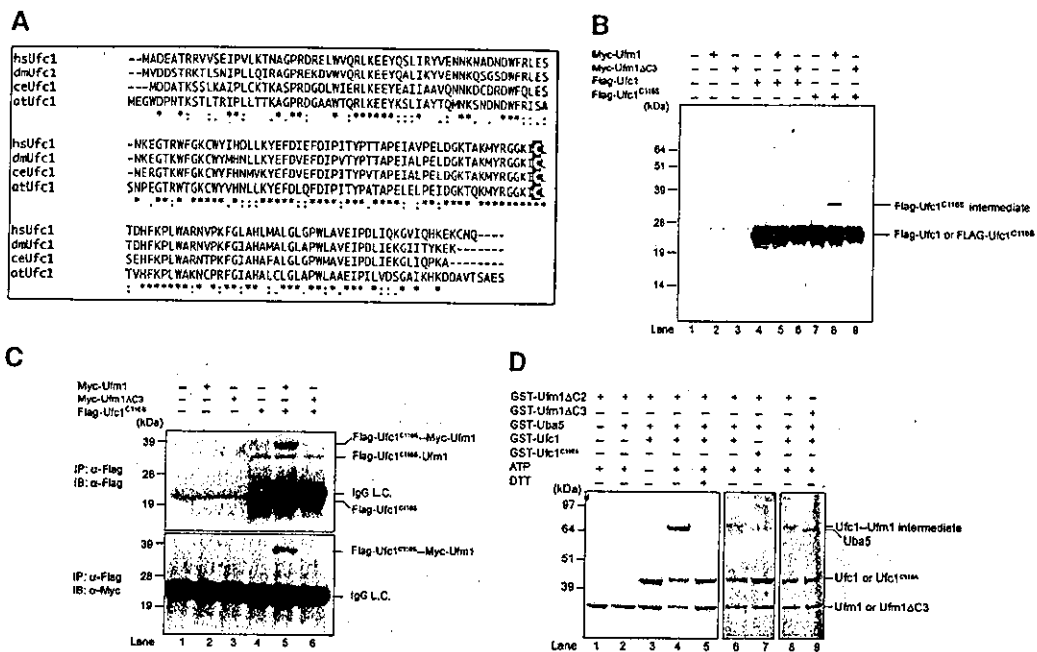 A
hsUfc1 --MADEATRRVVSEIPVLKTNAGPRDRELWVQRLKEEYQSLIRYVENNKNADNDWFRLES
dmUfc1 --MVDDSTRKTLSNIPLLQIRAGPREKDVWVQRLKEEYQALIKYVENNKQSGSDWFRLES
ceUfc1 --MDDATKSSLKAIPLCKTKASPRDGDLWIERLKEEYEAIIAAVQNNKDCDRDWFQLES
atUfc1 MEGWDPNTKSTLTRIPLLTTKASPRDGAAWTQRLKEEYKSLIAYTQMNKSNDNDWFRISA
hsUfc1 -NKEGTRWFGKCWYIHDLLKYEFDIEFDIPITYPTTAPEIAVPELDGKTAKMYRGGKIC
dmUfc1 -NKEGTKWFGKCWYMHNLLKYEFDVEFDIPVTYPTTAPEIALPELDGKTAKMYRGGKIC
ceUfc1 -NERGTKWFGKCWYFHNMVKYEFDVEFDIPVTYPTTAPEIALPELDGKTAKMYRGGKIC
atUfc1 SNPEGTRWTGKCWYVHNLLKYEFDLQFDIPITYPATAPELELPEIDGKTQKMYRGGKIC
hsUfc1 TDHFKPLWARNVPKFGLAHLMALGLGPWLAVEIPDLIQKGVIQHKEKCNQ----
dmUfc1 TDHFKPLWARNVPKFGIAHAMALGLAPWLAVEIPDLIEKGIITYKEK-------
ceUfc1 SEHFKPLWARNTPKFGIAHAFALGLGPWMAVEIPDLIEKGLIQPKA--------
atUfc1 TVHFKPLWAKNCPRFGIAHALCLGLAPWLAAEIPILVDSGAIKHKDDAVTSAES
B
Myc-Ufm1 − + − − + − − + −
Myc-Ufm1ΔC3 − − + − − + − − +
Flag-Ufc1 − − − + + + − − −
Flag-Ufc1C116S − − − − − − + + +
(kDa)
64
51
39
28
19
14
Flag-Ufc1C116S intermediate
Flag-Ufc1 or FLAG-Ufc1C116S
Lane 1 2 3 4 5 6 7 8 9
C
Myc-Ufm1 − + − − + −
Myc-Ufm1ΔC3 − − + − − +
Flag-Ufc1C116S − − − + + +
(kDa)
39
26
19
IP: α-Flag
IB: α-Flag
Flag-Ufc1C116S–Myc-Ufm1
Flag-Ufc1C116S–Ufm1
IgG L.C.
Flag-Ufc1C116S
39
28
19
IP: α-Flag
IB: α-Myc
Flag-Ufc1C116S–Myc-Ufm1
IgG L.C.
Lane 1 2 3 4 5 6
D
GST-Ufm1ΔC2 + + + + + + + + −
GST-Ufm1ΔC3 − − − − − − − − +
GST-Uba5 − + + + + + + + +
GST-Ufc1 − − + + + + − + +
GST-Ufc1C116S − − − − − − + − −
ATP + + − + + + + + +
DTT − − − − + − − − −
(kDa)
97
64
51
39
Ufc1–Ufm1 intermediate
Uba5
Ufc1 or Ufc1C116S
Ufm1 or Ufm1ΔC3
Lane 1 2 3 4 5 6 7 8 9